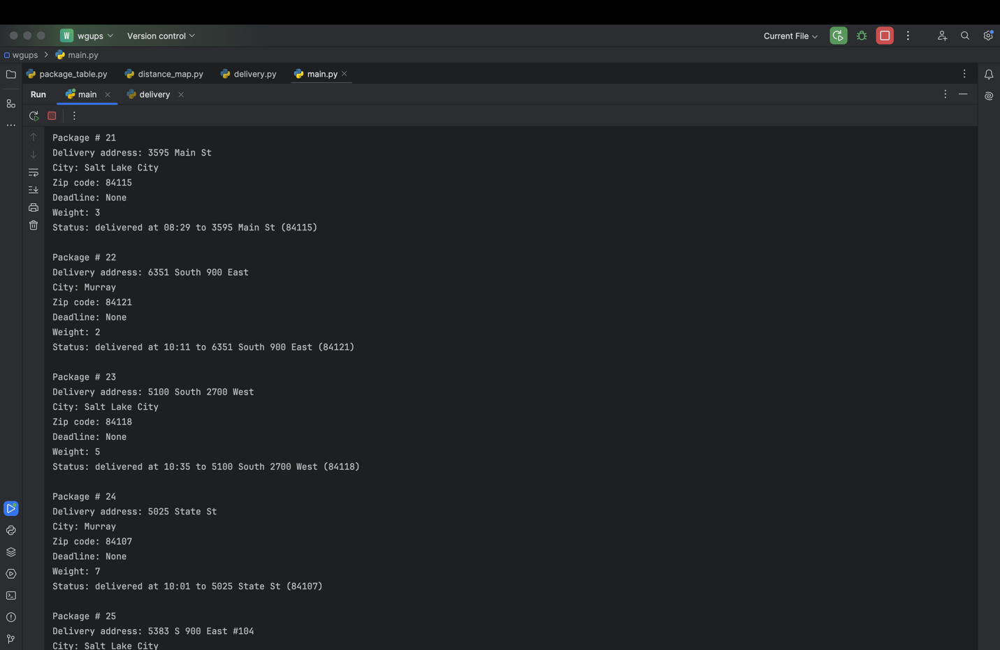 W wgups Version control Current File
wgups > main.py
package_table.py distance_map.py delivery.py main.py
Run main delivery
Package # 21
Delivery address: 3595 Main St
City: Salt Lake City
Zip code: 84115
Deadline: None
Weight: 3
Status: delivered at 08:29 to 3595 Main St (84115)
Package # 22
Delivery address: 6351 South 900 East
City: Murray
Zip code: 84121
Deadline: None
Weight: 2
Status: delivered at 10:11 to 6351 South 900 East (84121)
Package # 23
Delivery address: 5100 South 2700 West
City: Salt Lake City
Zip code: 84118
Deadline: None
Weight: 5
Status: delivered at 10:35 to 5100 South 2700 West (84118)
Package # 24
Delivery address: 5025 State St
City: Murray
Zip code: 84107
Deadline: None
Weight: 7
Status: delivered at 10:01 to 5025 State St (84107)
Package # 25
Delivery address: 5383 S 900 East #104
City: Salt Lake City